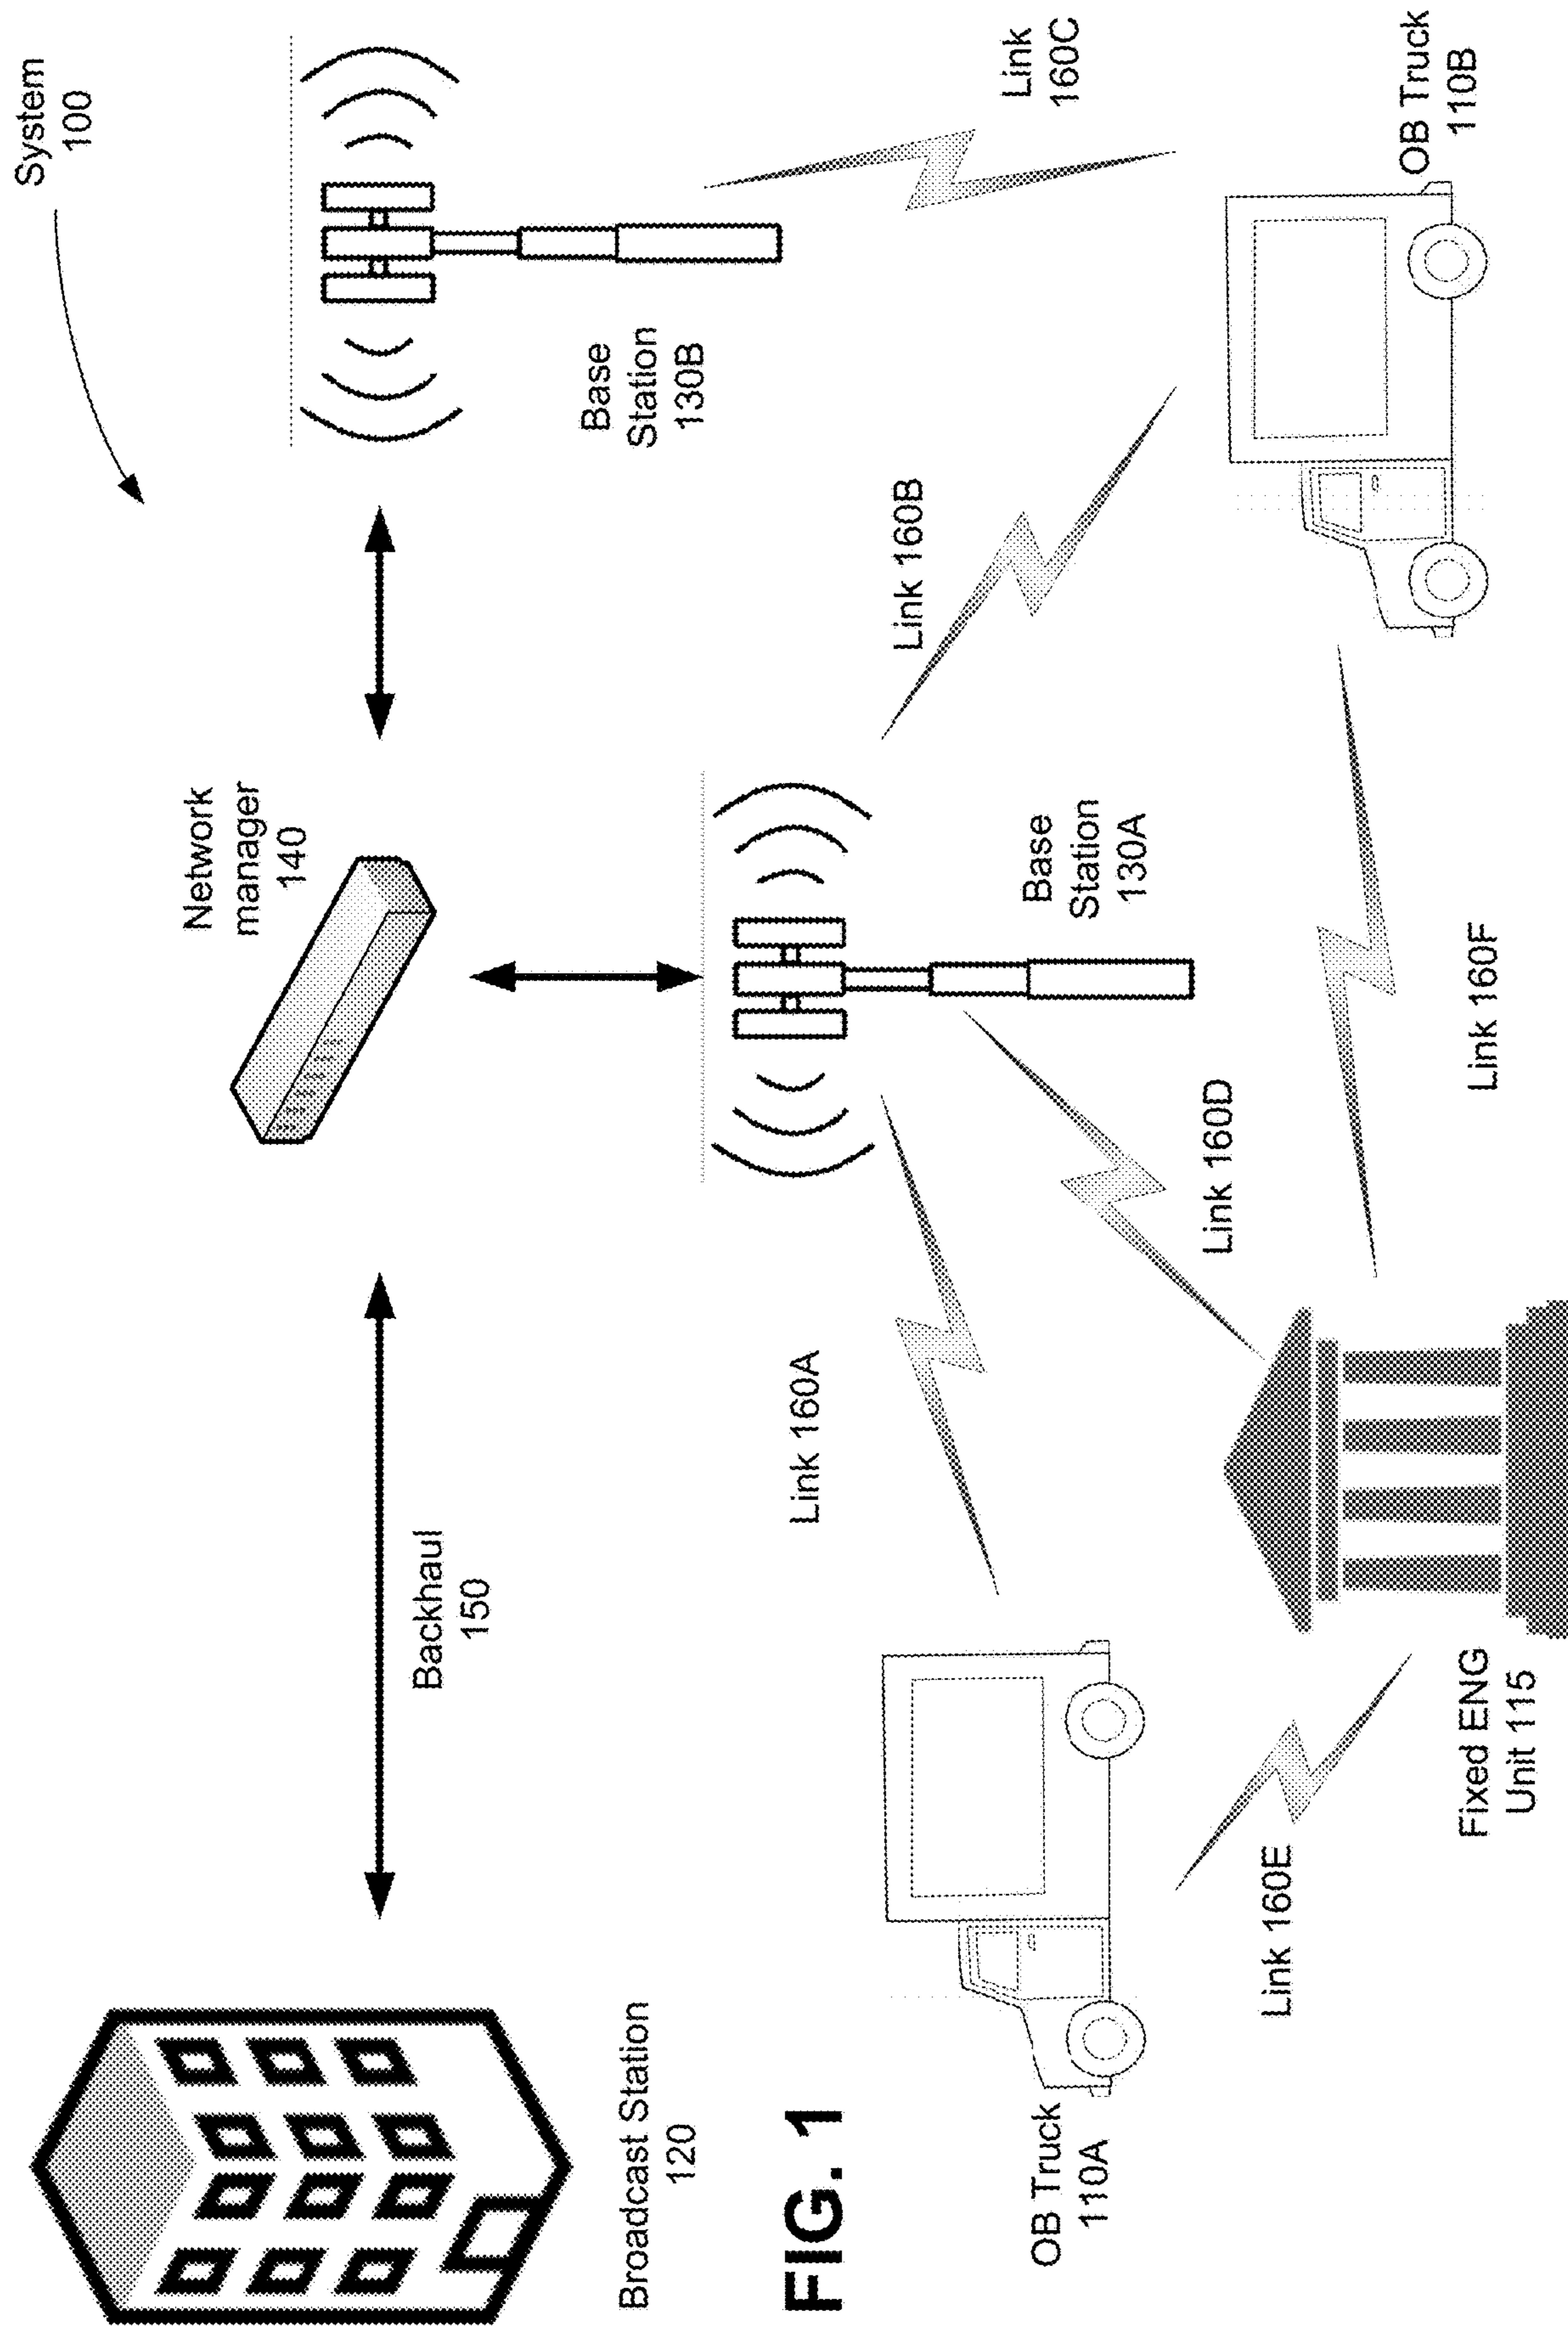 System
100
Network
manager
140
Backhaul
150
Base
Station
130B
Broadcast Station
120
Link
160C
Link 160B
Base
Station
130A
Link 160A
Link 160D
OB Truck
110B
OB Truck
110A
Link 160E
Link 160F
Fixed ENG
Unit 115
FIG. 1